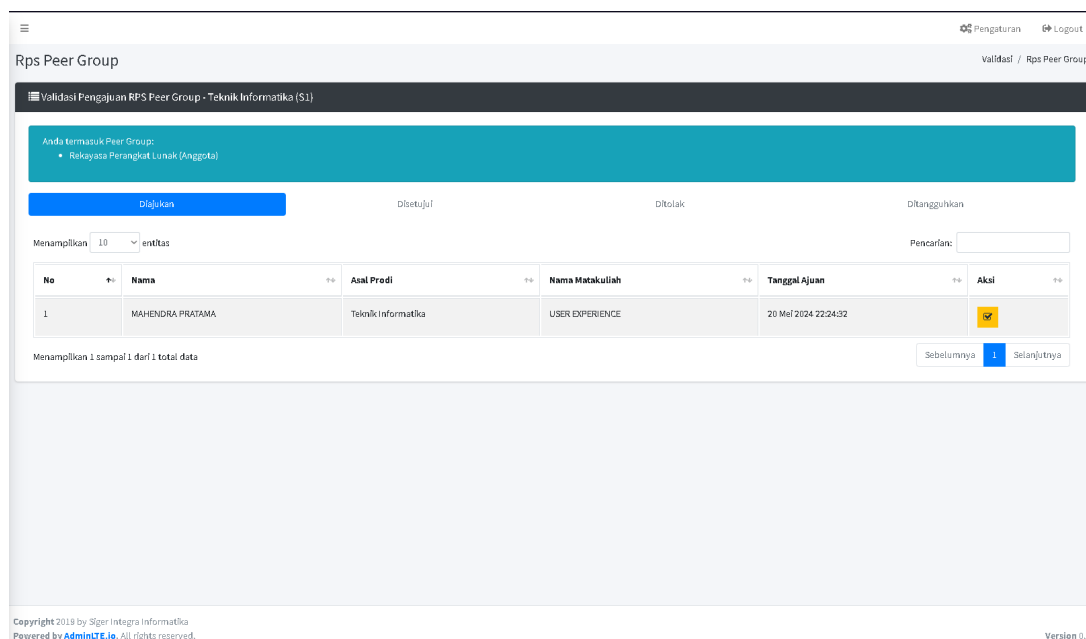 Pengaturan Logout
Rps Peer Group
Validasi / Rps Peer Group
Validasi Pengajuan RPS Peer Group - Teknik Informatika (S1)
Anda termasuk Peer Group:
• Rekayasa Perangkat Lunak (Anggota)
Diajukan Disetujui Ditolak Ditangguhkan
Menampilkan 10 entitas Pencarian:
No Nama Asal Prodi Nama Matakuliah Tanggal Ajuan Aksi
1 MAHENDRA PRATAMA Teknik Informatika USER EXPERIENCE 20 Mei 2024 22:24:32
Menampilkan 1 sampai 1 dari 1 total data Sebelumnya 1 Selanjutnya
Copyright 2019 by Siger Integra Informatika
Powered by AdminLTE.io. All rights reserved. Version 0.